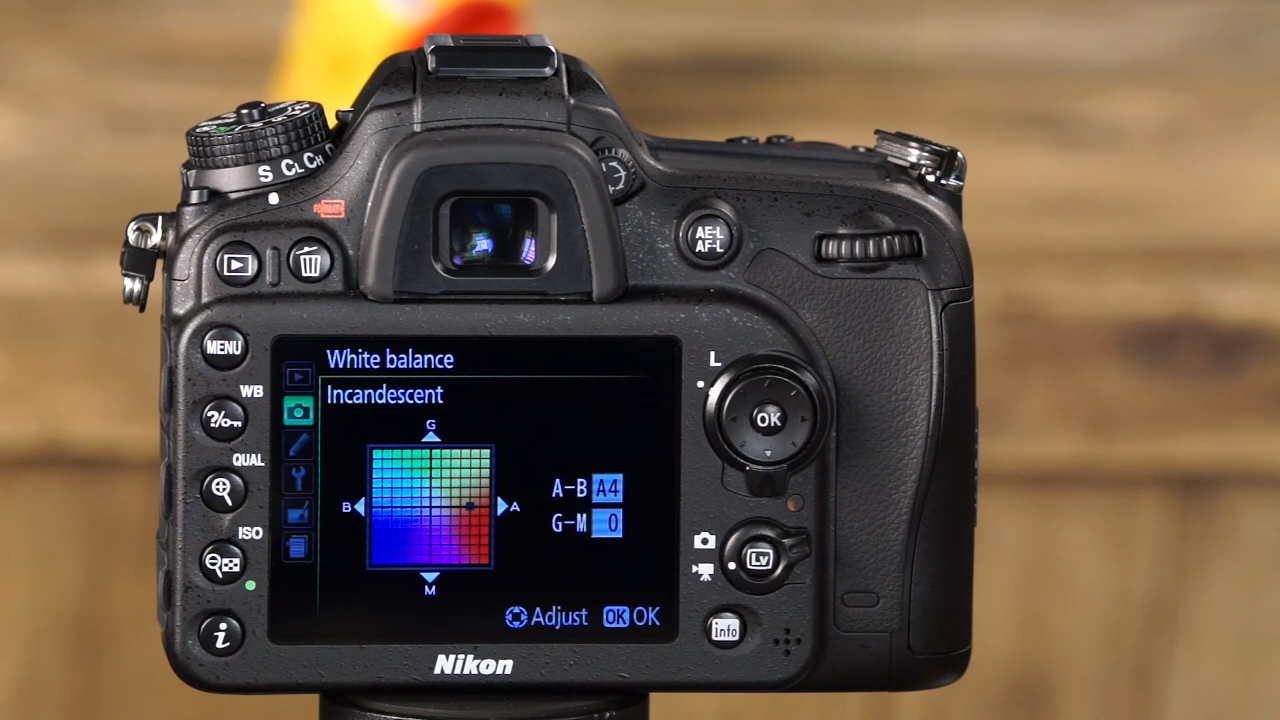 S CL CH
FORMAT
AE-L
AF-L
MENU
WB
?
QUAL
ISO
i
White balance
Incandescent
G
B
A
M
A-B A4
G-M 0
Adjust OK OK
L
OK
Lv
info
Nikon